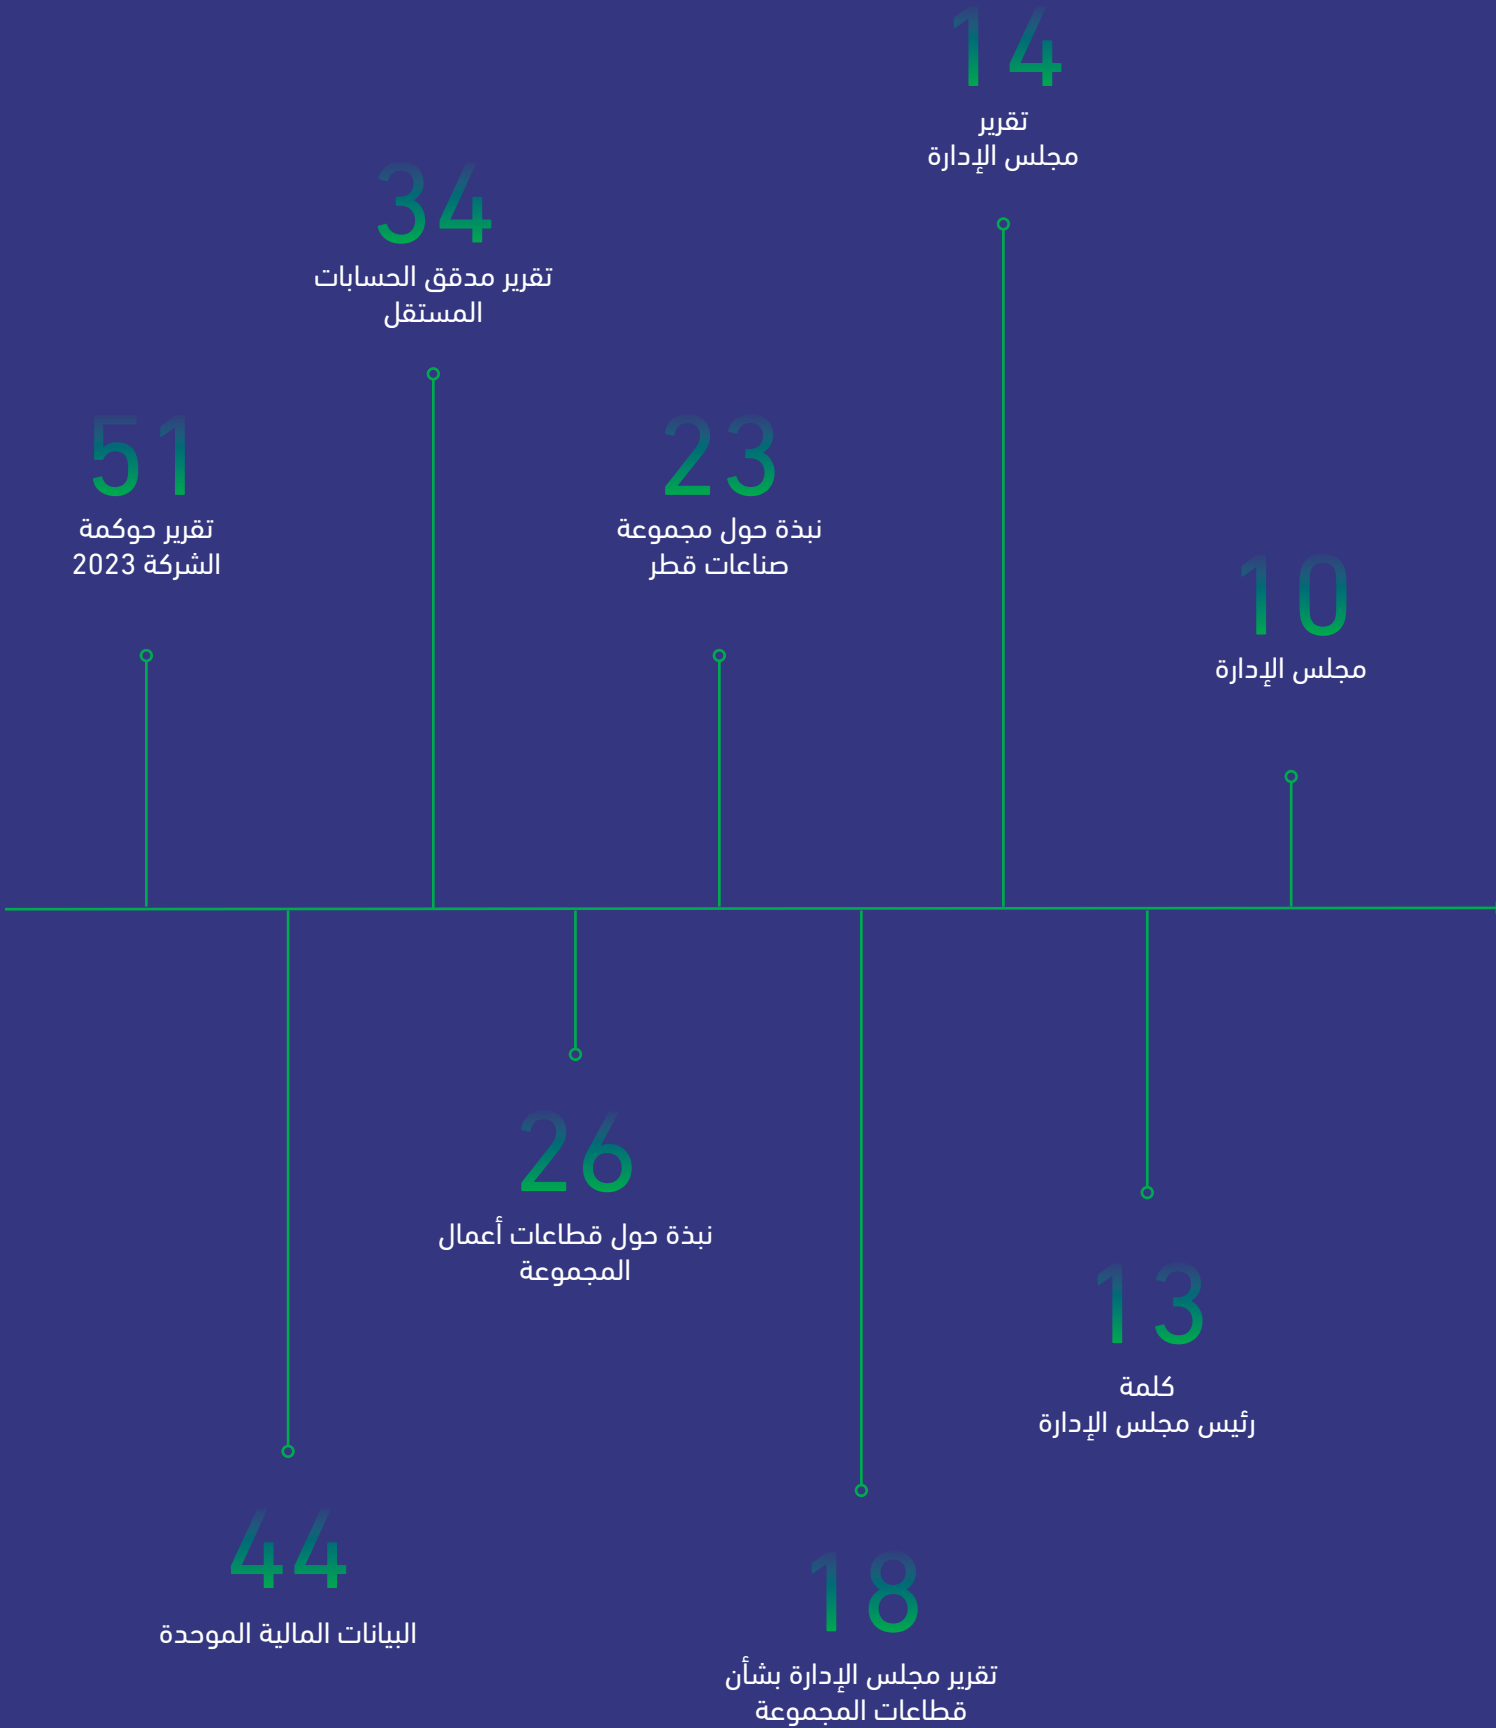 10
مجلس الإدارة
13
كلمة
رئيس مجلس الإدارة
14
تقرير
مجلس الإدارة
18
تقرير مجلس الإدارة بشأن
قطاعات المجموعة
23
نبذة حول مجموعة
صناعات قطر
26
نبذة حول قطاعات أعمال
المجموعة
34
تقرير مدقق الحسابات
المستقل
44
البيانات المالية الموحدة
51
تقرير حوكمة
الشركة 2023